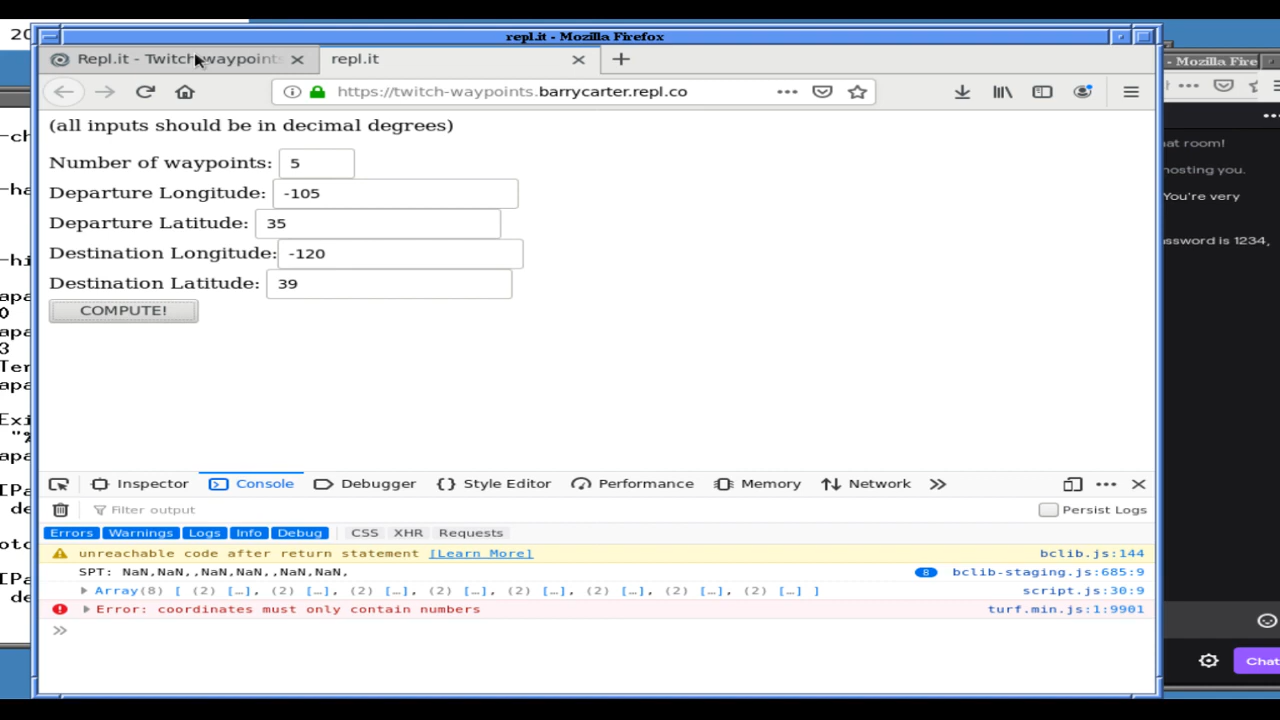 20
repl.it - Mozilla Firefox
Repl.it - Twitch waypoints
repl.it
- Mozilla Fire
https://twitch-waypoints.barrycarter.repl.co
(all inputs should be in decimal degrees)
Number of waypoints: 5
Departure Longitude: -105
Departure Latitude: 35
Destination Longitude: -120
Destination Latitude: 39
COMPUTE!
at room!
hosting you.
You're very
password is 1234,
Inspector
Console
Debugger
Style Editor
Performance
Memory
Network
Filter output
Persist Logs
Errors Warnings Logs Info Debug CSS XHR Requests
unreachable code after return statement [Learn More] bclib.js:144
SPT: NaN,NaN,,NaN,NaN,,NaN,NaN, 8 bclib-staging.js:685:9
Array(8) [ (2) […], (2) […], (2) […], (2) […], (2) […], (2) […], (2) […], (2) […] ] script.js:30:9
Error: coordinates must only contain numbers turf.min.js:1:9901
Chat